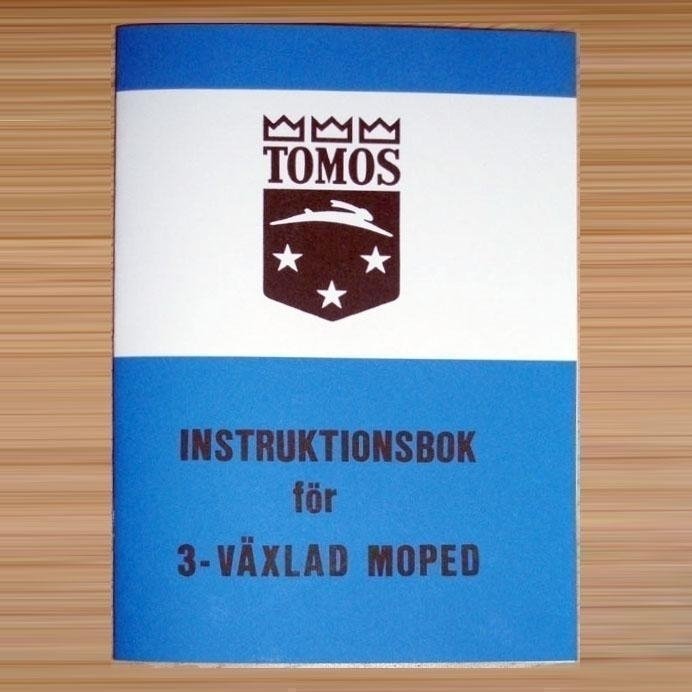 TOMOS
INSTRUKTIONSBOK
för
3-VÄXLAD MOPED